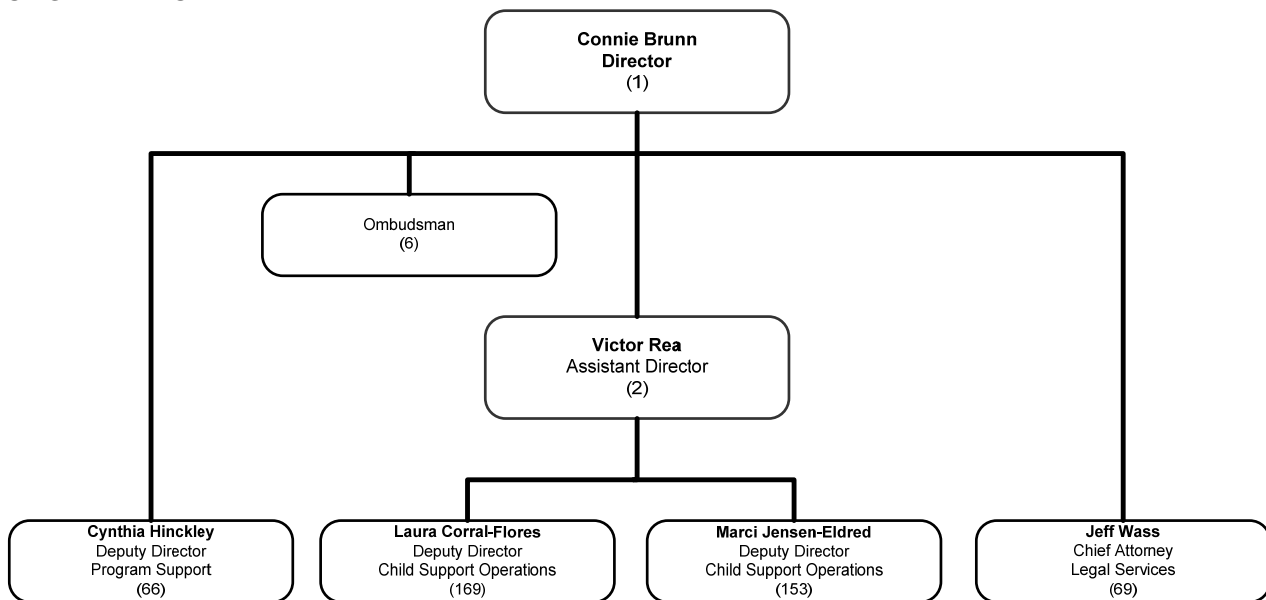 Connie Brunn
Director
(1)
Ombudsman
(6)
Victor Rea
Assistant Director
(2)
Cynthia Hinckley
Deputy Director
Program Support
(66)
Laura Corral-Flores
Deputy Director
Child Support Operations
(169)
Marci Jensen-Eldred
Deputy Director
Child Support Operations
(153)
Jeff Wass
Chief Attorney
Legal Services
(69)